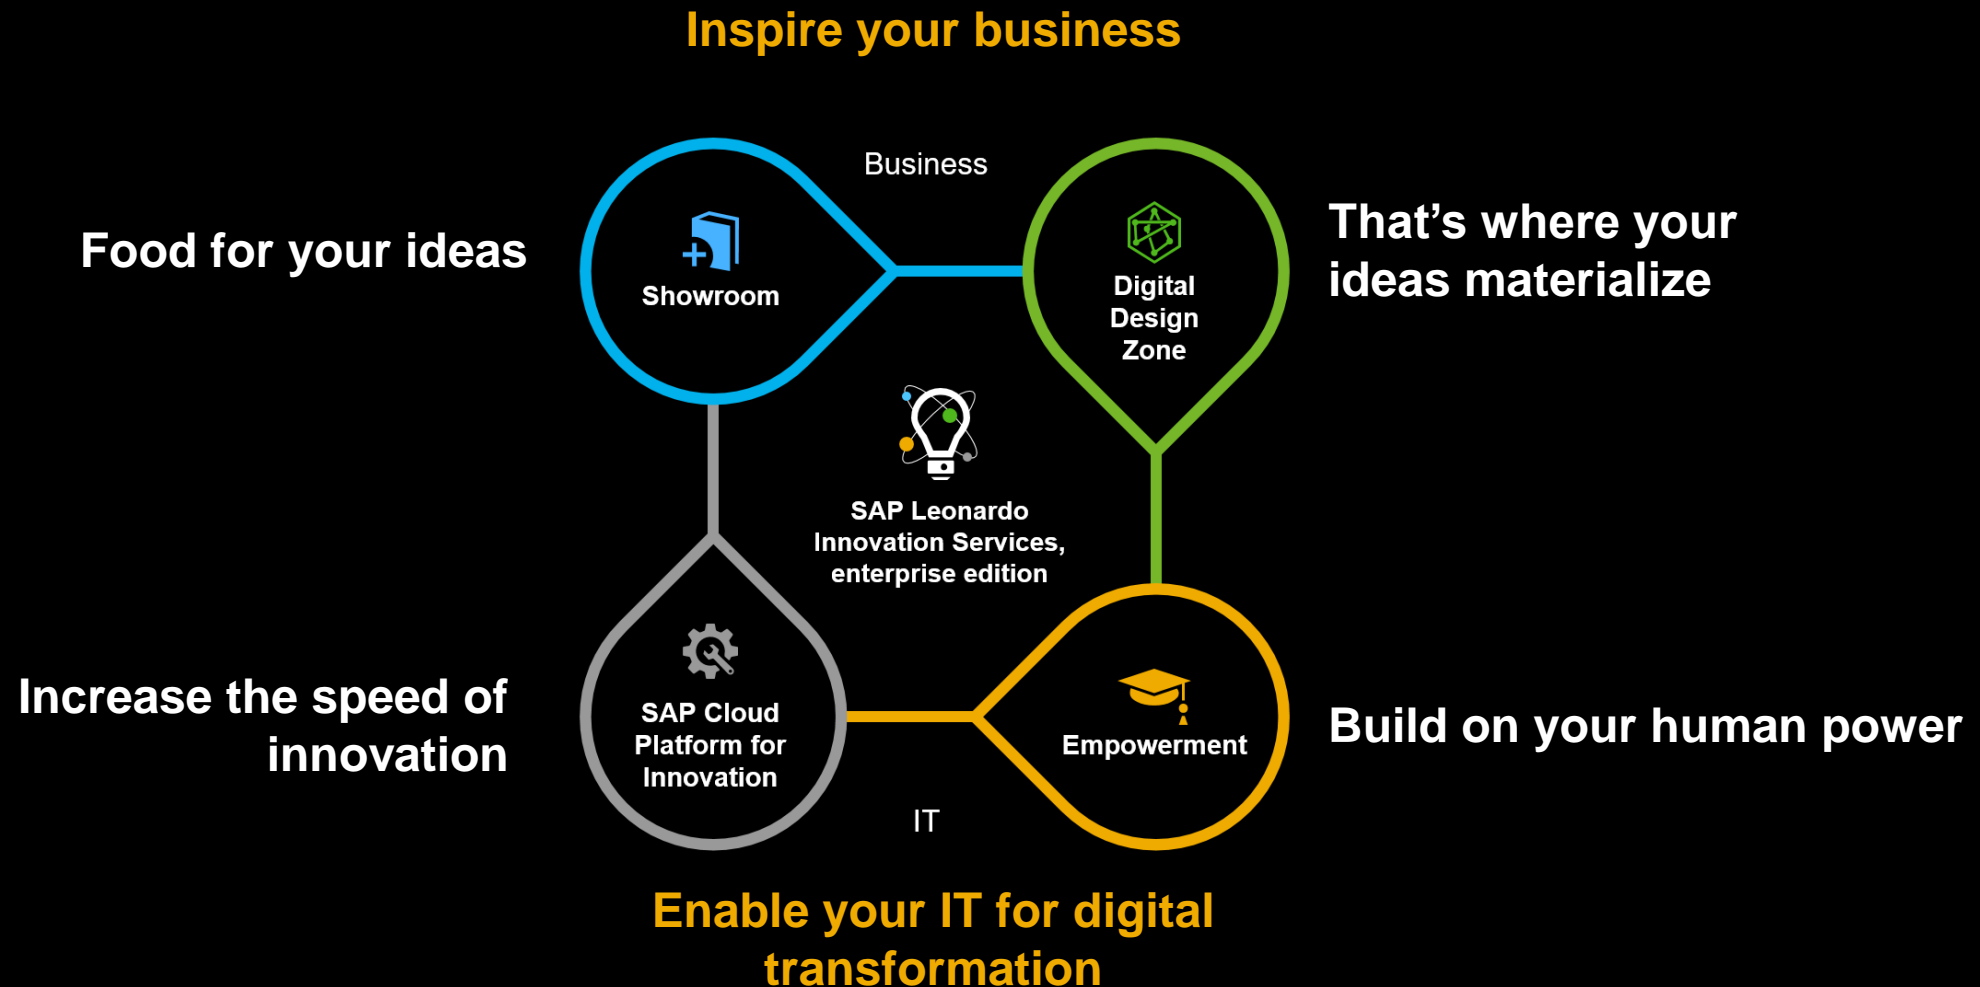 Inspire your business
Business
Food for your ideas
Showroom
Digital
Design
Zone
That’s where your
ideas materialize
SAP Leonardo
Innovation Services,
enterprise edition
Increase the speed of
innovation
SAP Cloud
Platform for
Innovation
Empowerment
Build on your human power
IT
Enable your IT for digital
transformation